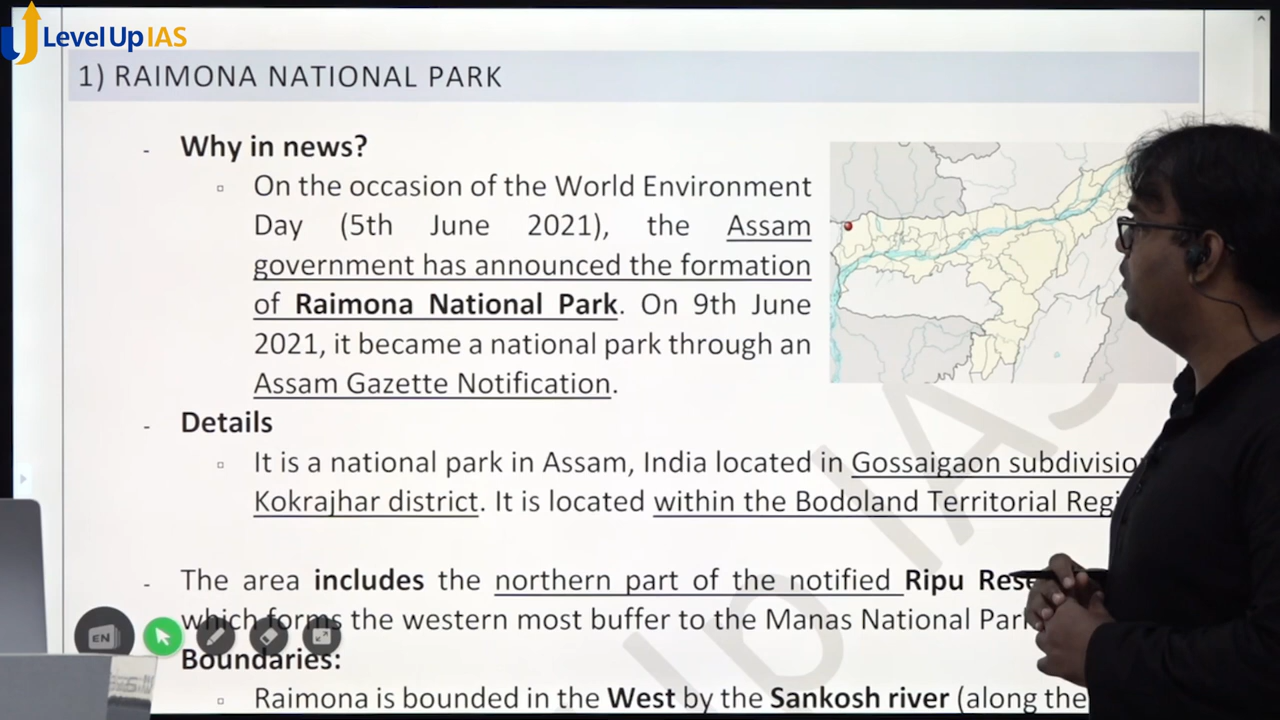 Level Up IAS
1) RAIMONA NATIONAL PARK
- Why in news?
On the occasion of the World Environment
Day (5th June 2021), the Assam
government has announced the formation
of Raimona National Park. On 9th June
2021, it became a national park through an
Assam Gazette Notification.
- Details
It is a national park in Assam, India located in Gossaigaon
Kokrajhar district. It is located within the Bodoland Territorial
- The area includes the northern part of the notified Ripu
which forms the western most buffer to the Manas National
EN
Boundaries:
Raimona is bounded in the West by the Sankosh river (along the